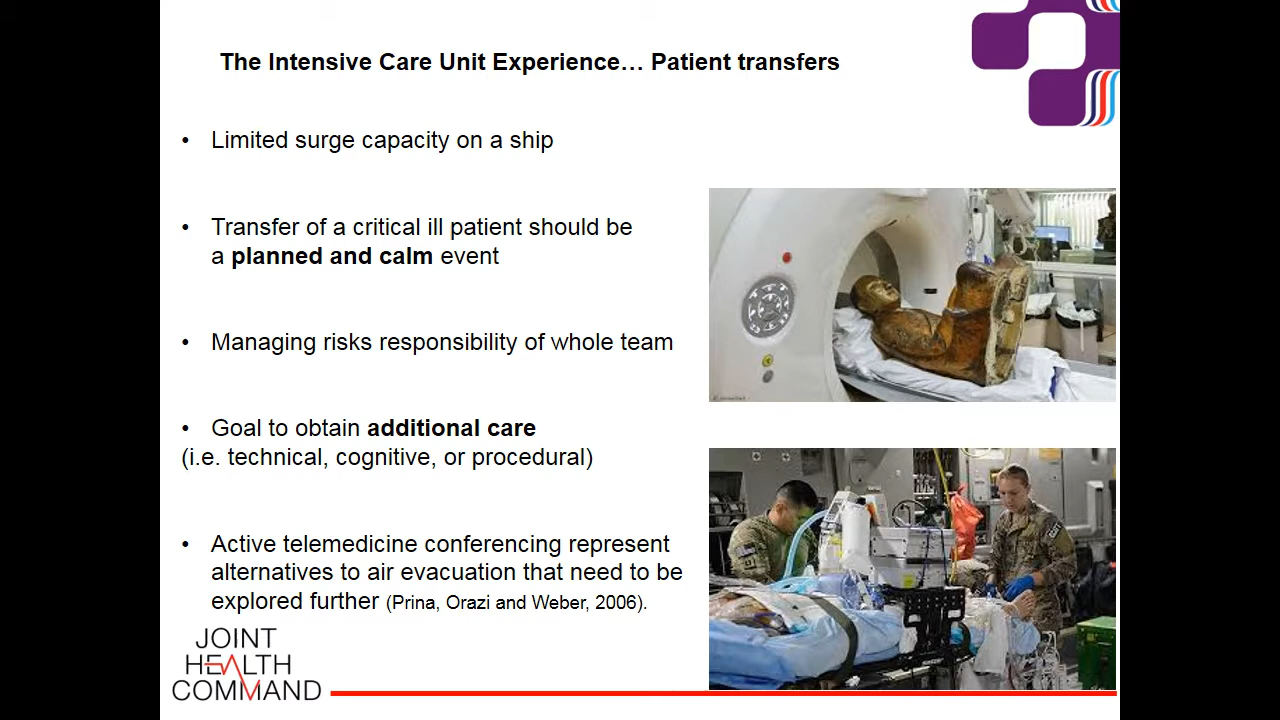 The Intensive Care Unit Experience… Patient transfers
• Limited surge capacity on a ship
• Transfer of a critical ill patient should be
a planned and calm event
• Managing risks responsibility of whole team
• Goal to obtain additional care
(i.e. technical, cognitive, or procedural)
• Active telemedicine conferencing represent
alternatives to air evacuation that need to be
explored further (Prina, Orazi and Weber, 2006).
JOINT
HEALTH
COMMAND